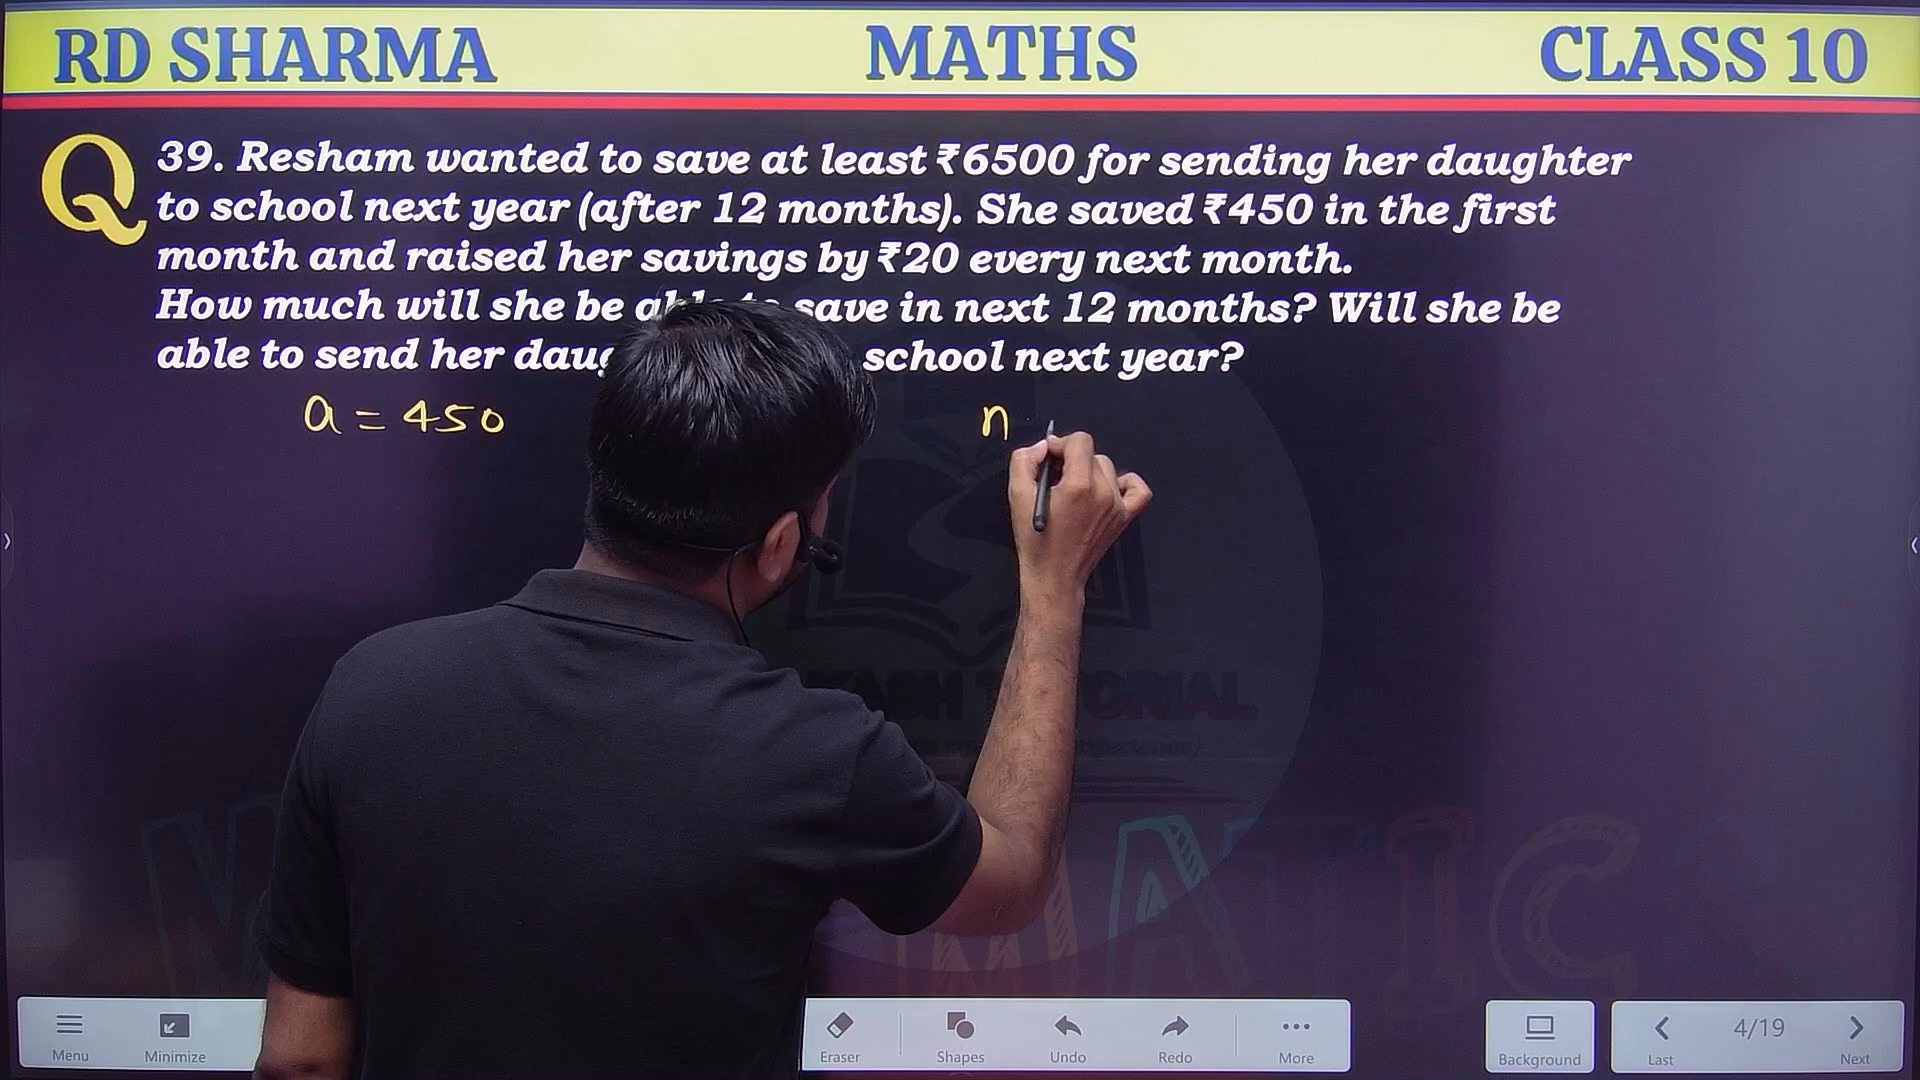 RD SHARMA MATHS CLASS 10
Q 39. Resham wanted to save at least ₹6500 for sending her daughter
to school next year (after 12 months). She saved ₹450 in the first
month and raised her savings by ₹20 every next month.
How much will she be able to save in next 12 months? Will she be
able to send her school next year?
a = 450 n
Menu Minimize Eraser Shapes Undo Redo More Background Last 4/19 Next